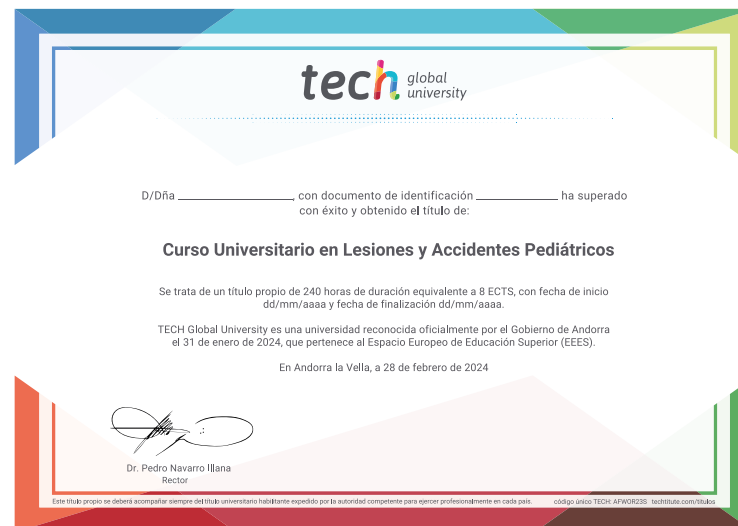 tech global
university
D/Dña ____________, con documento de identificación ____________ ha superado
con éxito y obtenido el título de:
Curso Universitario en Lesiones y Accidentes Pediátricos
Se trata de un título propio de 240 horas de duración equivalente a 8 ECTS, con fecha de inicio
dd/mm/aaaa y fecha de finalización dd/mm/aaaa.
TECH Global University es una universidad reconocida oficialmente por el Gobierno de Andorra
el 31 de enero de 2024, que pertenece al Espacio Europeo de Educación Superior (EEES).
En Andorra la Vella, a 28 de febrero de 2024
Dr. Pedro Navarro Illana
Rector
Este título propio se deberá acompañar siempre del título universitario habilitante expedido por la autoridad competente para ejercer profesionalmente en cada país. código único TECH: AFWOR23S techtitute.com/titulos